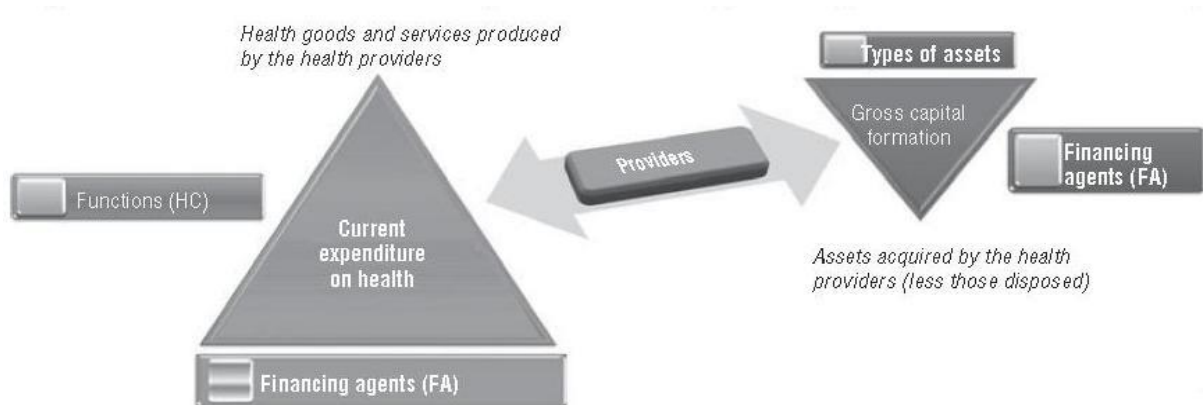 Health goods and services produced
by the health providers
Functions (HC)
Current
expenditure
on health
Financing agents (FA)
Providers
Types of assets
Gross capital
formation
Financing
agents (FA)
Assets acquired by the health
providers (less those disposed)